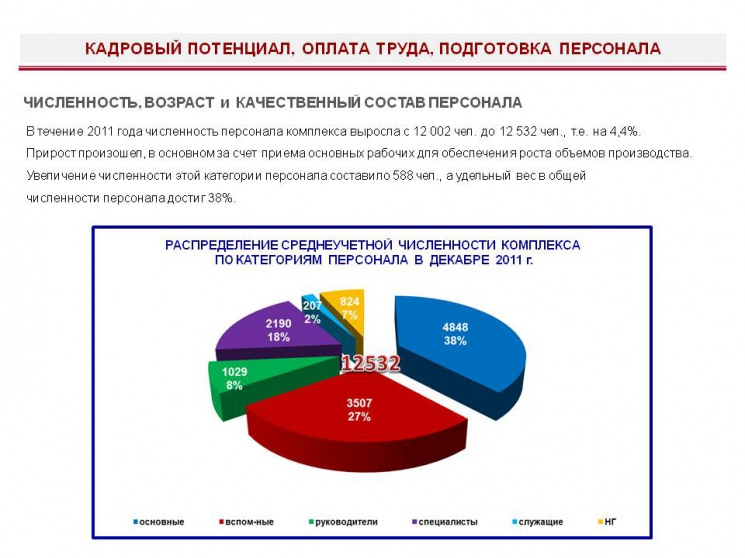 КАДРОВЫЙ ПОТЕНЦИАЛ, ОПЛАТА ТРУДА, ПОДГОТОВКА ПЕРСОНАЛА
ЧИСЛЕННОСТЬ, ВОЗРАСТ и КАЧЕСТВЕННЫЙ СОСТАВ ПЕРСОНАЛА
В течение 2011 года численность персонала комплекса выросла с 12 002 чел. до 12 532 чел., т.е. на 4,4%.
Прирост произошел, в основном за счет приема основных рабочих для обеспечения роста объемов производства.
Увеличение численности этой категории персонала составило 588 чел., а удельный вес в общей
численности персонала достиг 38%.
РАСПРЕДЕЛЕНИЕ СРЕДНЕУЧЕТНОЙ ЧИСЛЕННОСТИ КОМПЛЕКСА
ПО КАТЕГОРИЯМ ПЕРСОНАЛА В ДЕКАБРЕ 2011 г.
207
2%
824
7%
2190
18%
4848
38%
12532
1029
8%
3507
27%
основные
вспом-ные
руководители
специалисты
служащие
НГ